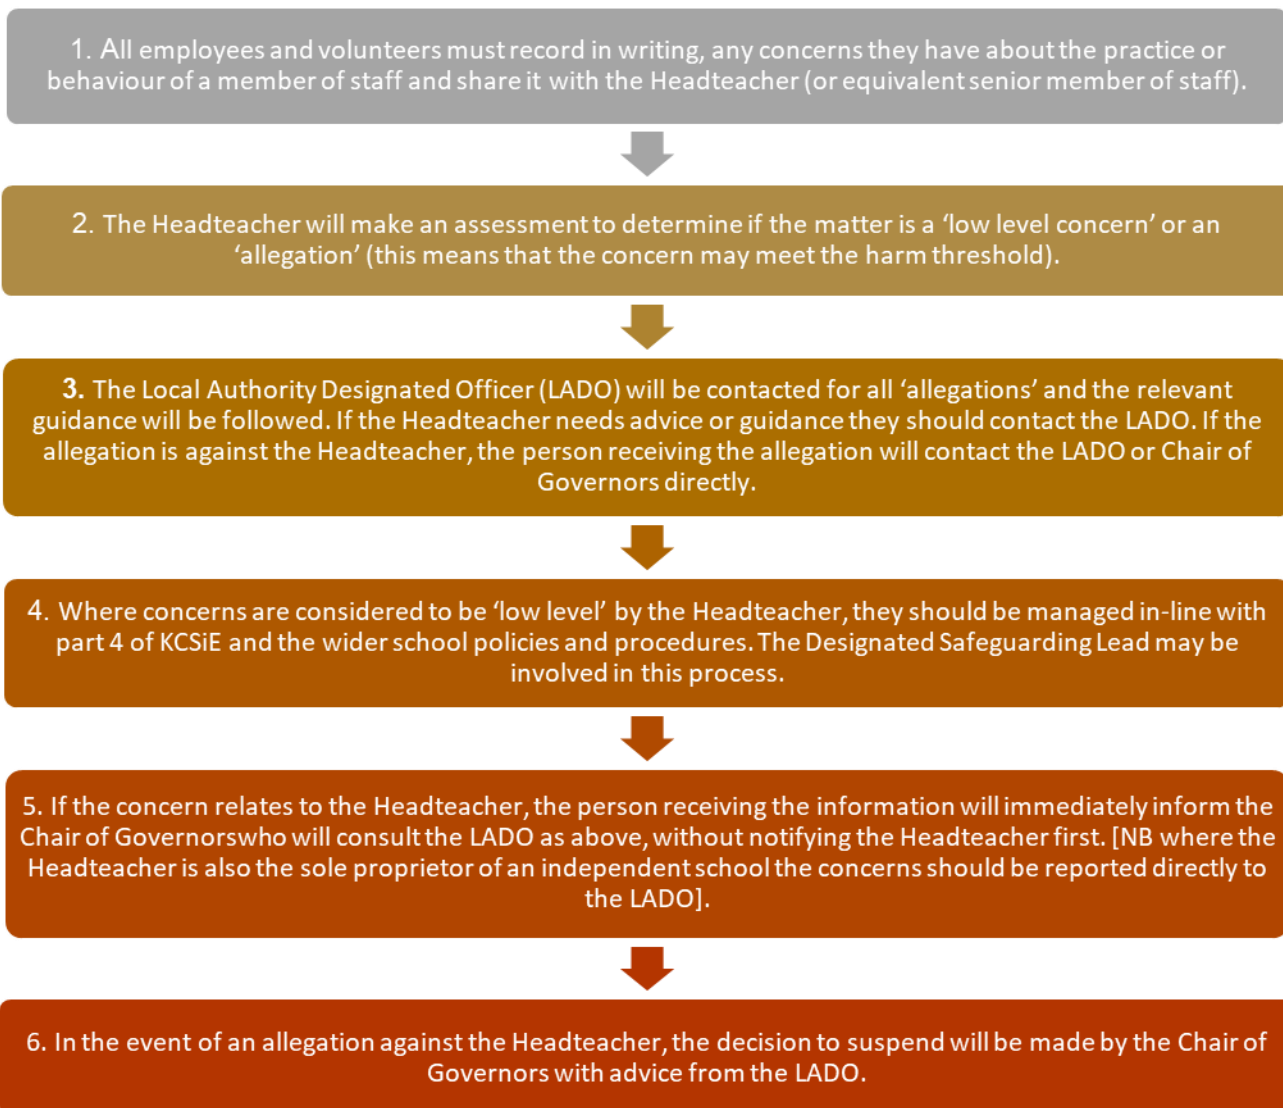 1. All employees and volunteers must record in writing, any concerns they have about the practice or
behaviour of a member of staff and share it with the Headteacher (or equivalent senior member of staff).
2. The Headteacher will make an assessment to determine if the matter is a ‘low level concern’ or an
‘allegation’ (this means that the concern may meet the harm threshold).
3. The Local Authority Designated Officer (LADO) will be contacted for all ‘allegations’ and the relevant
guidance will be followed. If the Headteacher needs advice or guidance they should contact the LADO. If the
allegation is against the Headteacher, the person receiving the allegation will contact the LADO or Chair of
Governors directly.
4. Where concerns are considered to be ‘low level’ by the Headteacher, they should be managed in-line with
part 4 of KCSiE and the wider school policies and procedures. The Designated Safeguarding Lead may be
involved in this process.
5. If the concern relates to the Headteacher, the person receiving the information will immediately inform the
Chair of Governorswho will consult the LADO as above, without notifying the Headteacher first. [NB where the
Headteacher is also the sole proprietor of an independent school the concerns should be reported directly to
the LADO].
6. In the event of an allegation against the Headteacher, the decision to suspend will be made by the Chair of
Governors with advice from the LADO.